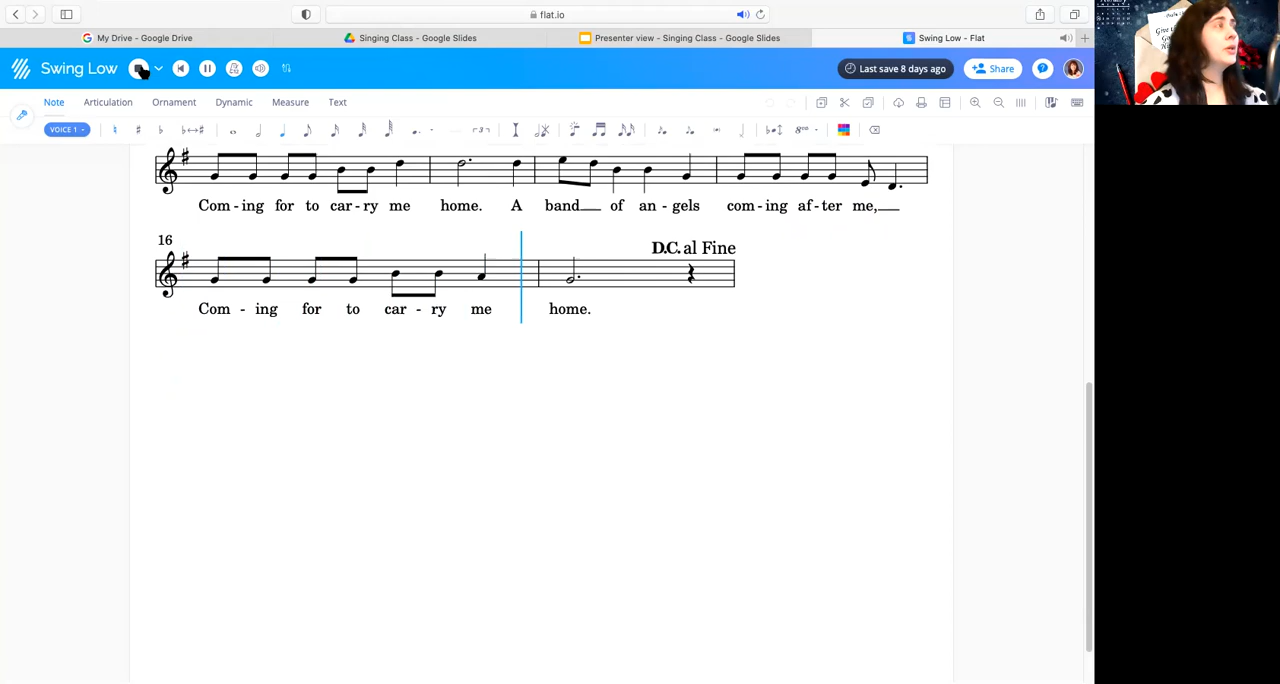 flat.io
My Drive - Google Drive
Singing Class - Google Slides
Presenter view - Singing Class - Google Slides
Swing Low - Flat
Swing Low
Last save 8 days ago
Share
Note
Articulation
Ornament
Dynamic
Measure
Text
VOICE 1
8va
Com - ing for to car - ry me home. A band of an - gels com - ing af - ter me,
16
D.C. al Fine
Com - ing for to car - ry me home.